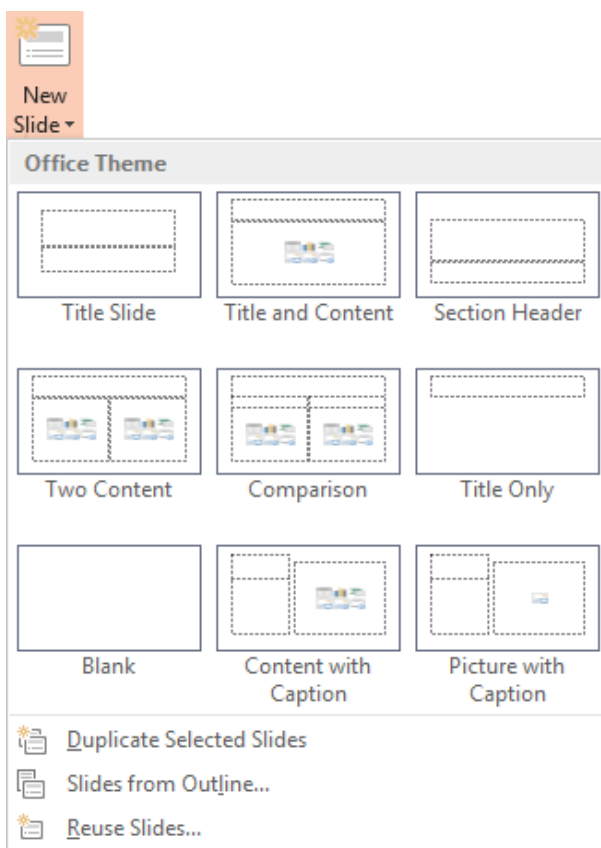 New
Slide
Office Theme
Title Slide
Title and Content
Section Header
Two Content
Comparison
Title Only
Blank
Content with
Caption
Picture with
Caption
Duplicate Selected Slides
Slides from Outline...
Reuse Slides...